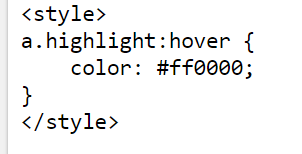 <style>
a.highlight:hover {
    color: #ff0000;
}
</style>